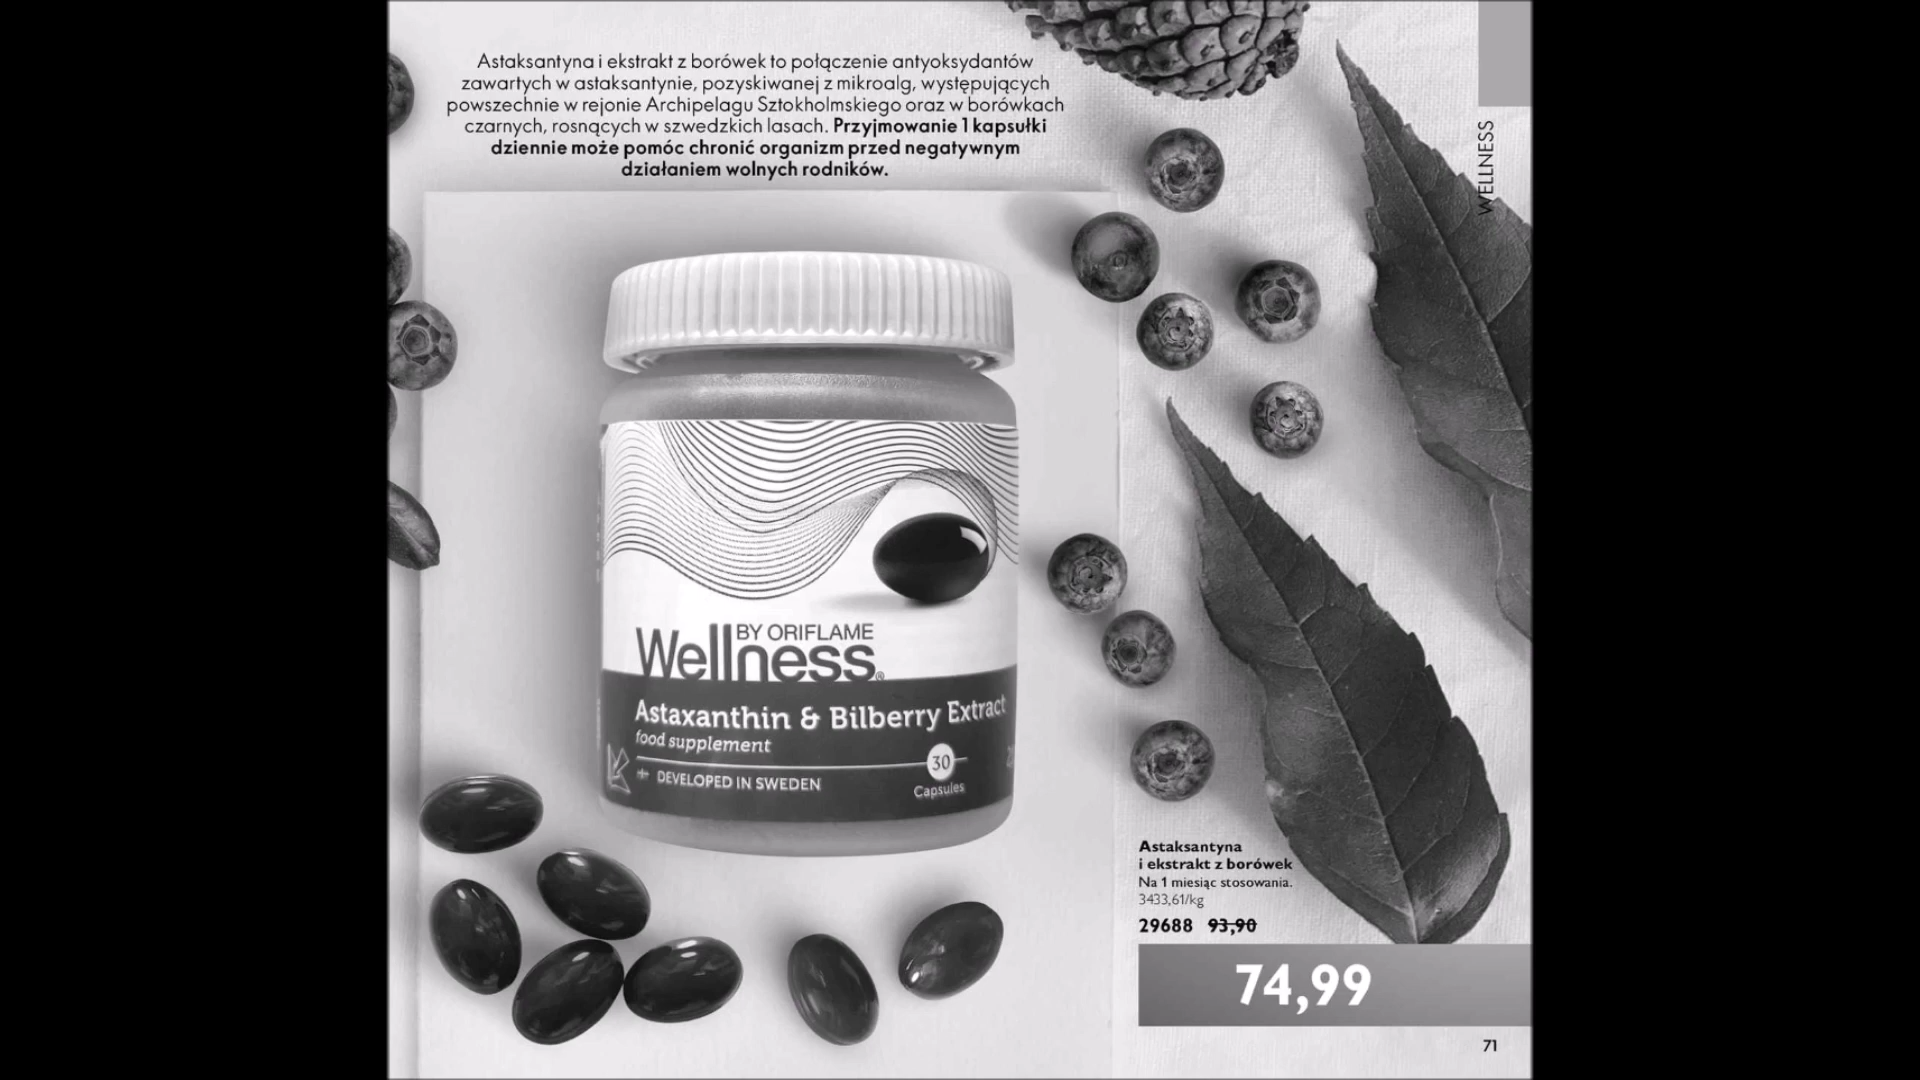 Astaksantyna i ekstrakt z borówek to połączenie antyoksydantów
zawartych w astaksantynie, pozyskiwanej z mikroalg, występujących
powszechnie w rejonie Archipelagu Sztokholmskiego oraz w borówkach
czarnych, rosnących w szwedzkich lasach. Przyjmowanie 1 kapsułki
dziennie może pomóc chronić organizm przed negatywnym
działaniem wolnych rodników.
WELLNESS
BY ORIFLAME
Wellness®
Astaxanthin & Bilberry Extract
food supplement
30
DEVELOPED IN SWEDEN
Capsules
Astaksantyna
i ekstrakt z borówek
Na 1 miesiąc stosowania.
3433,61/kg
29688 93,90
74,99
71